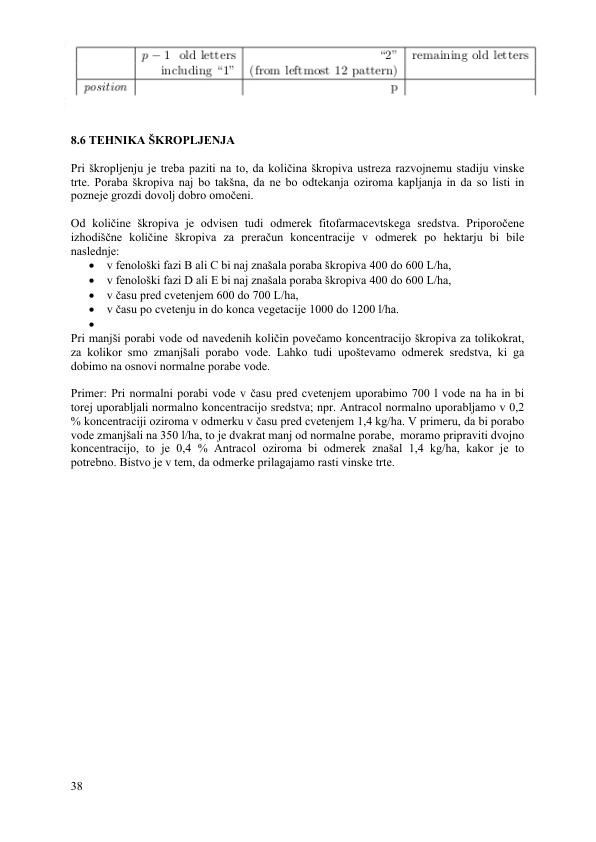 p − 1 old letters “2” remaining old letters
including “1” (from leftmost 12 pattern)
position p
8.6 TEHNIKA ŠKROPLJENJA
Pri škropljenju je treba paziti na to, da količina škropiva ustreza razvojnemu stadiju vinske
trte. Poraba škropiva naj bo takšna, da ne bo odtekanja oziroma kapljanja in da so listi in
pozneje grozdi dovolj dobro omočeni.
Od količine škropiva je odvisen tudi odmerek fitofarmacevtskega sredstva. Priporočene
izhodiščne količine škropiva za preračun koncentracije v odmerek po hektarju bi bile
naslednje:
• v fenološki fazi B ali C bi naj znašala poraba škropiva 400 do 600 L/ha,
• v fenološki fazi D ali E bi naj znašala poraba škropiva 400 do 600 L/ha,
• v času pred cvetenjem 600 do 700 L/ha,
• v času po cvetenju in do konca vegetacije 1000 do 1200 l/ha.
•
Pri manjši porabi vode od navedenih količin povečamo koncentracijo škropiva za tolikokrat,
za kolikor smo zmanjšali porabo vode. Lahko tudi upoštevamo odmerek sredstva, ki ga
dobimo na osnovi normalne porabe vode.
Primer: Pri normalni porabi vode v času pred cvetenjem uporabimo 700 l vode na ha in bi
torej uporabljali normalno koncentracijo sredstva; npr. Antracol normalno uporabljamo v 0,2
% koncentraciji oziroma v odmerku v času pred cvetenjem 1,4 kg/ha. V primeru, da bi porabo
vode zmanjšali na 350 l/ha, to je dvakrat manj od normalne porabe, moramo pripraviti dvojno
koncentracijo, to je 0,4 % Antracol oziroma bi odmerek znašal 1,4 kg/ha, kakor je to
potrebno. Bistvo je v tem, da odmerke prilagajamo rasti vinske trte.
38